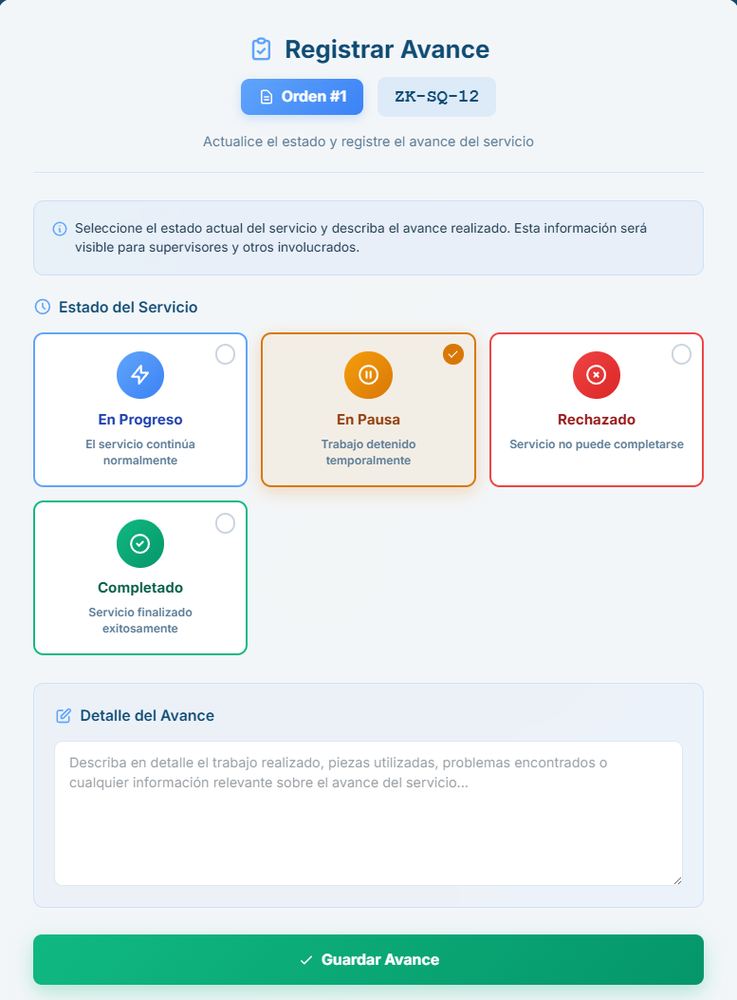 Registrar Avance
Orden #1
ZK-SQ-12
Actualice el estado y registre el avance del servicio
Seleccione el estado actual del servicio y describa el avance realizado. Esta información será
visible para supervisores y otros involucrados.
Estado del Servicio
En Progreso
El servicio continúa
normalmente
En Pausa
Trabajo detenido
temporalmente
Rechazado
Servicio no puede completarse
Completado
Servicio finalizado
exitosamente
Detalle del Avance
Describa en detalle el trabajo realizado, piezas utilizadas, problemas encontrados o
cualquier información relevante sobre el avance del servicio...
Guardar Avance